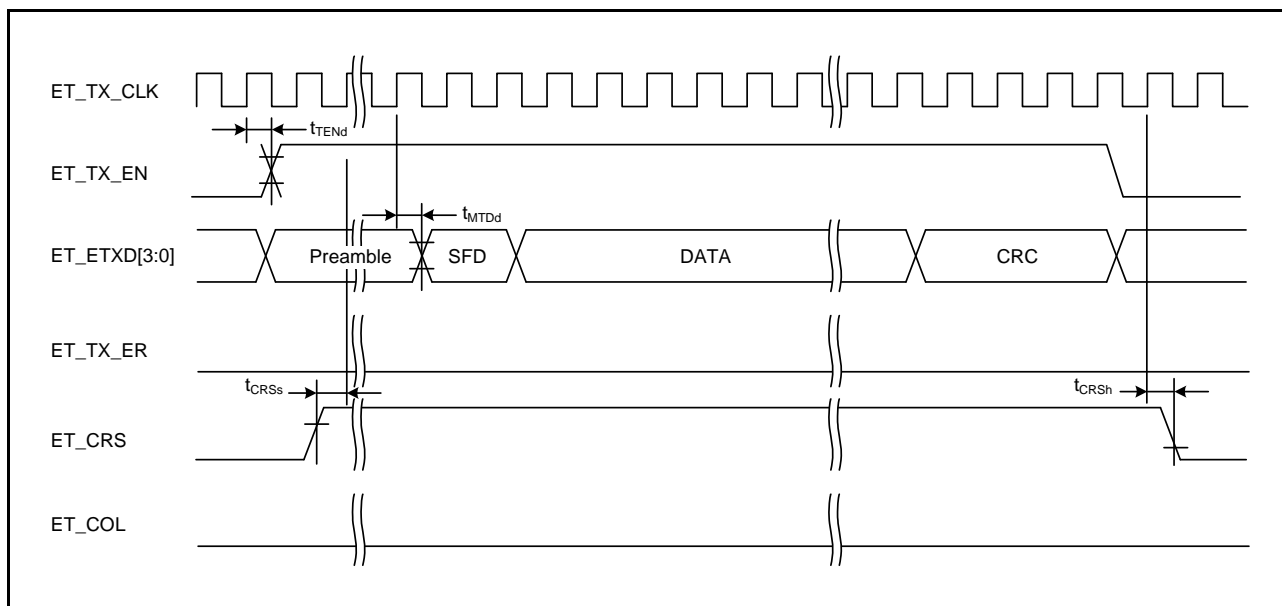 ET_TX_CLK
tTENd
ET_TX_EN
tMTDd
ET_ETXD[3:0]
Preamble
SFD
DATA
CRC
ET_TX_ER
tCRSs
tCRSh
ET_CRS
ET_COL